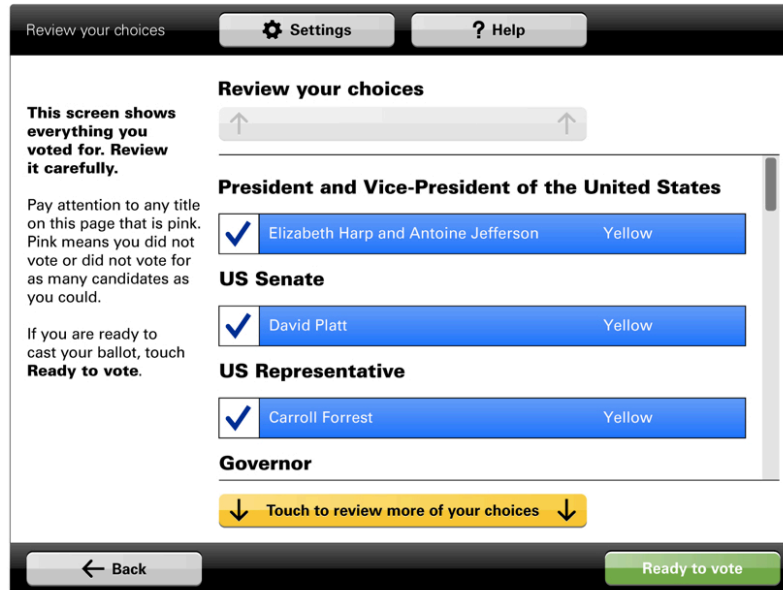 Review your choices
Settings
? Help
This screen shows
everything you
voted for. Review
it carefully.
Pay attention to any title
on this page that is pink.
Pink means you did not
vote or did not vote for
as many candidates as
you could.
If you are ready to
cast your ballot, touch
Ready to vote.
Review your choices
President and Vice-President of the United States
Elizabeth Harp and Antoine Jefferson Yellow
US Senate
David Platt Yellow
US Representative
Carroll Forrest Yellow
Governor
Touch to review more of your choices
Back
Ready to vote